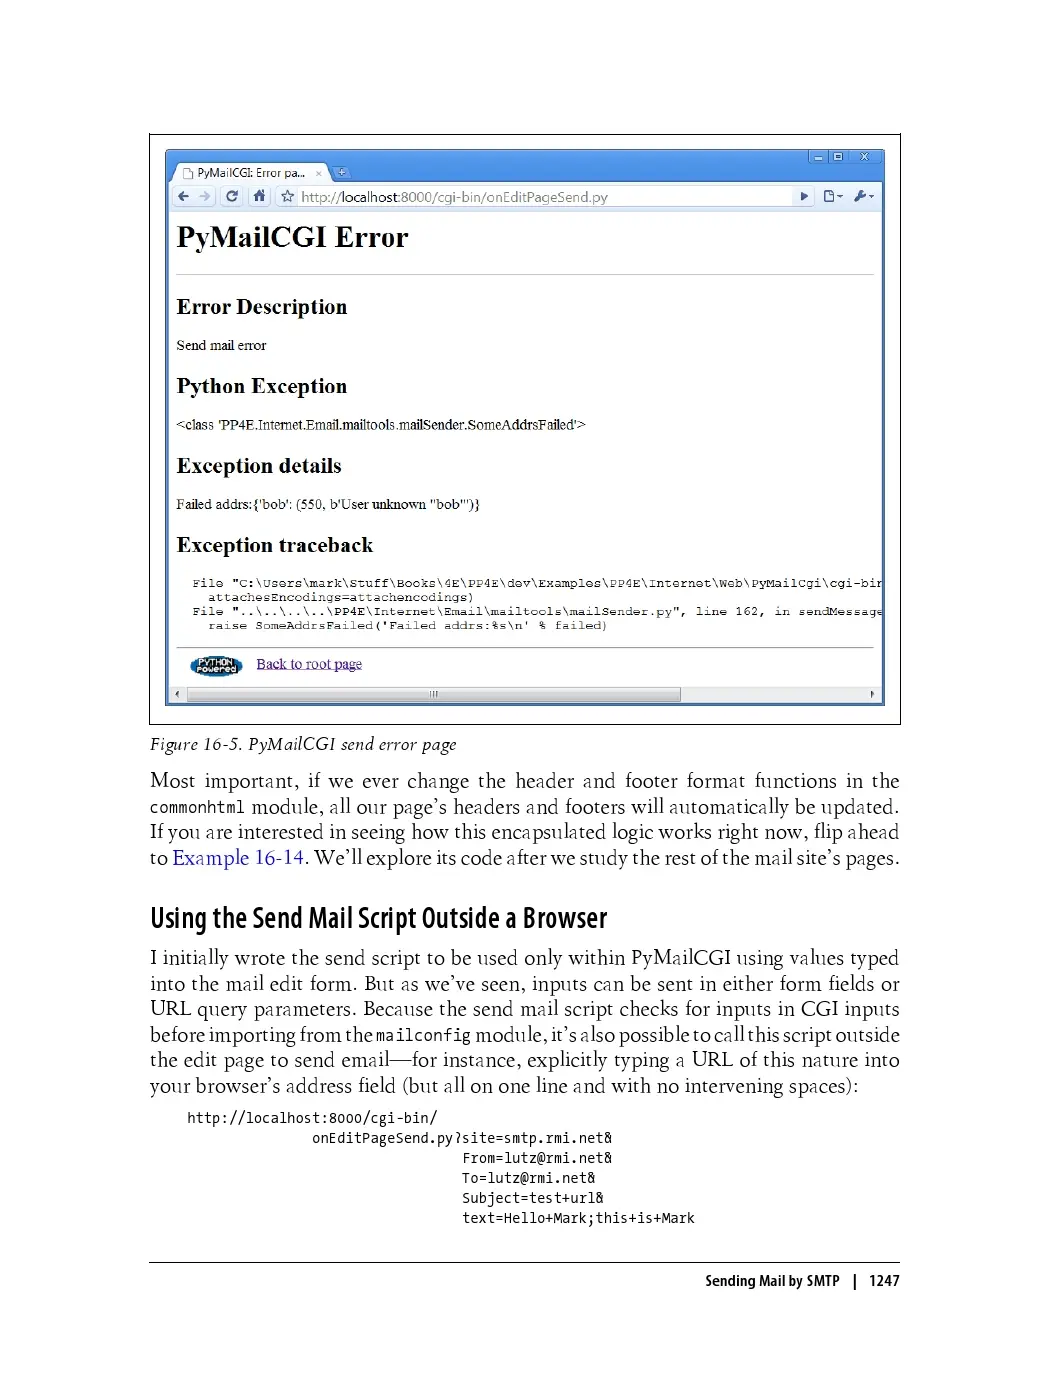 PyMailCGI: Error pa...
http://localhost:8000/cgi-bin/onEditPageSend.py
PyMailCGI Error
Error Description
Send mail error
Python Exception
<class 'PP4E.Internet.Email.mailtools.mailSender.SomeAddrsFailed'>
Exception details
Failed addrs:{'bob': (550, b'User unknown "bob"')}
Exception traceback
File "C:\Users\mark\Stuff\Books\4E\PP4E\dev\Examples\PP4E\Internet\Web\PyMailCgi\cgi-bin
attachesEncodings=attachencodings)
File "..\..\..\..\PP4E\Internet\Email\mailtools\mailSender.py", line 162, in sendMessage
raise SomeAddrsFailed('Failed addrs:%s\n' % failed)
PYTHON
Powered
Back to root page
Figure 16-5. PyMailCGI send error page
Most important, if we ever change the header and footer format functions in the
commonhtml module, all our page's headers and footers will automatically be updated.
If you are interested in seeing how this encapsulated logic works right now, flip ahead
to Example 16-14. We'll explore its code after we study the rest of the mail site's pages.
Using the Send Mail Script Outside a Browser
I initially wrote the send script to be used only within PyMailCGI using values typed
into the mail edit form. But as we've seen, inputs can be sent in either form fields or
URL query parameters. Because the send mail script checks for inputs in CGI inputs
before importing from the mailconfig module, it's also possible to call this script outside
the edit page to send email—for instance, explicitly typing a URL of this nature into
your browser's address field (but all on one line and with no intervening spaces):
http://localhost:8000/cgi-bin/
onEditPageSend.py?site=smtp.rmi.net&
From=lutz@rmi.net&
To=lutz@rmi.net&
Subject=test+url&
text=Hello+Mark;this+is+Mark
Sending Mail by SMTP | 1247